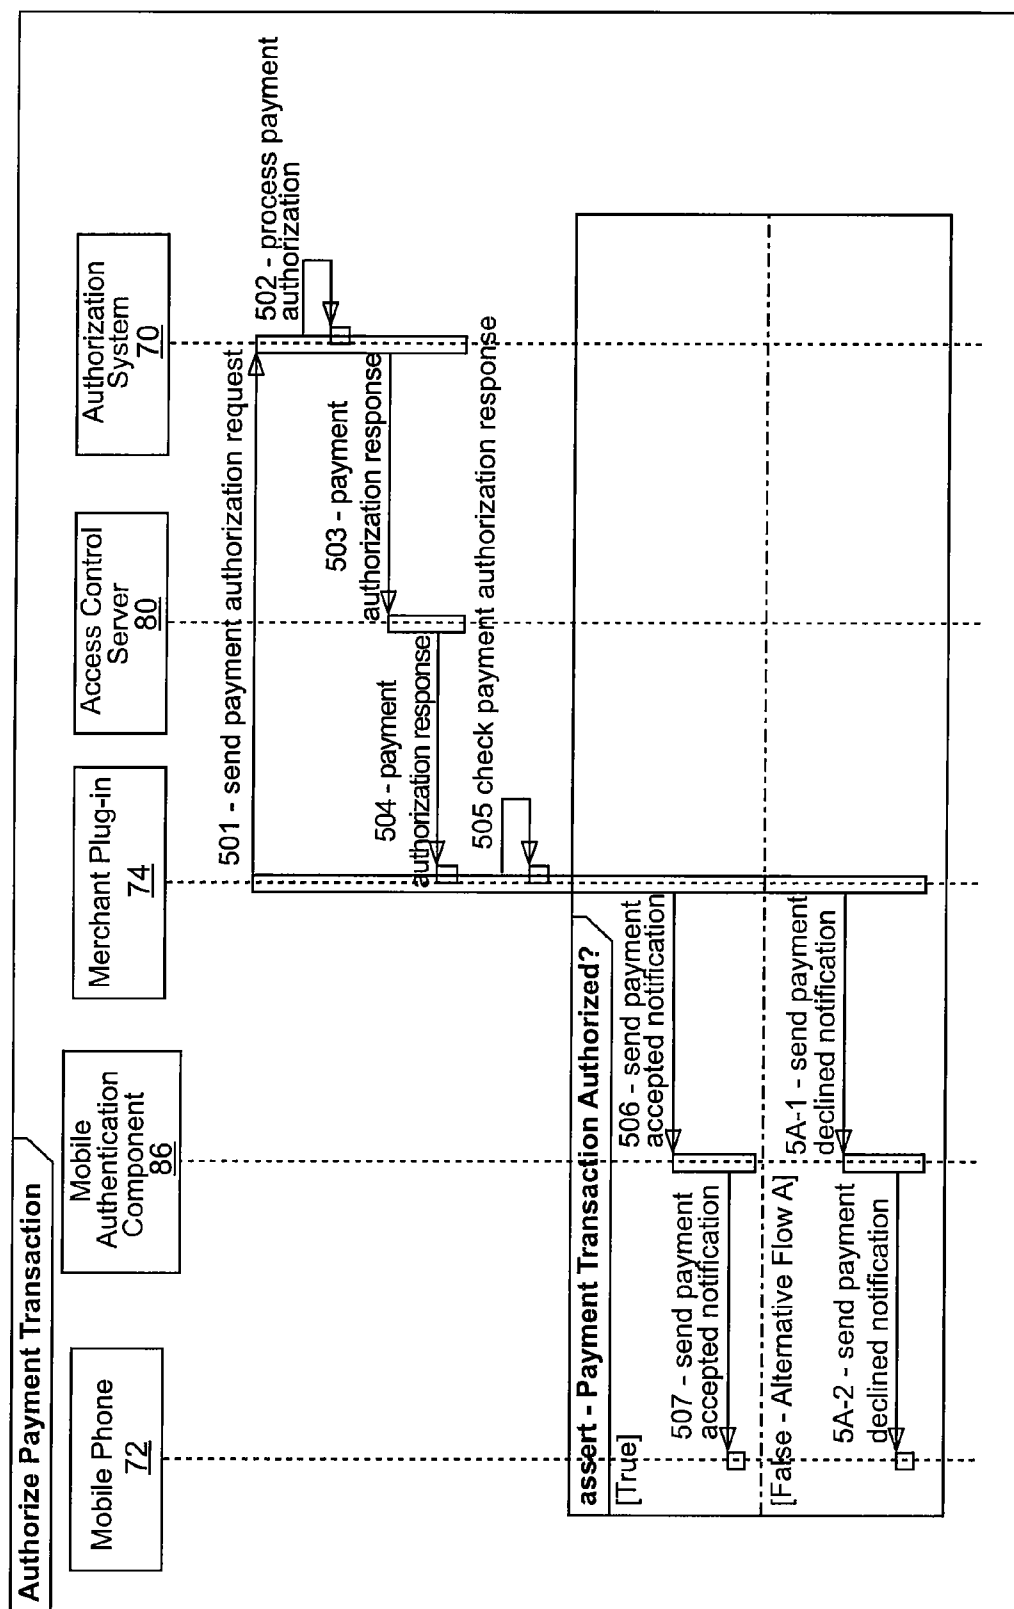 Authorize Payment Transaction
Mobile Phone
72
Mobile
Authentication
Component
86
Merchant Plug-in
74
Access Control
Server
80
Authorization
System
70
501 - send payment authorization request
502 - process payment
authorization
503 - payment
authorization response
504 - payment
authorization response
505 check payment authorization response
assert - Payment Transaction Authorized?
[True]
506 - send payment
accepted notification
507 - send payment
accepted notification
[False - Alternative Flow A]
5A-1 - send payment
declined notification
5A-2 - send payment
declined notification